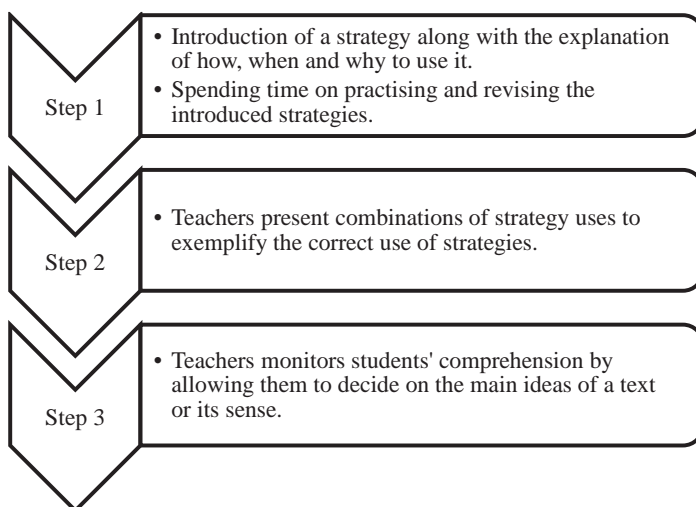 Step 1
• Introduction of a strategy along with the explanation
of how, when and why to use it.
• Spending time on practising and revising the
introduced strategies.
Step 2
• Teachers present combinations of strategy uses to
exemplify the correct use of strategies.
Step 3
• Teachers monitors students' comprehension by
allowing them to decide on the main ideas of a text
or its sense.